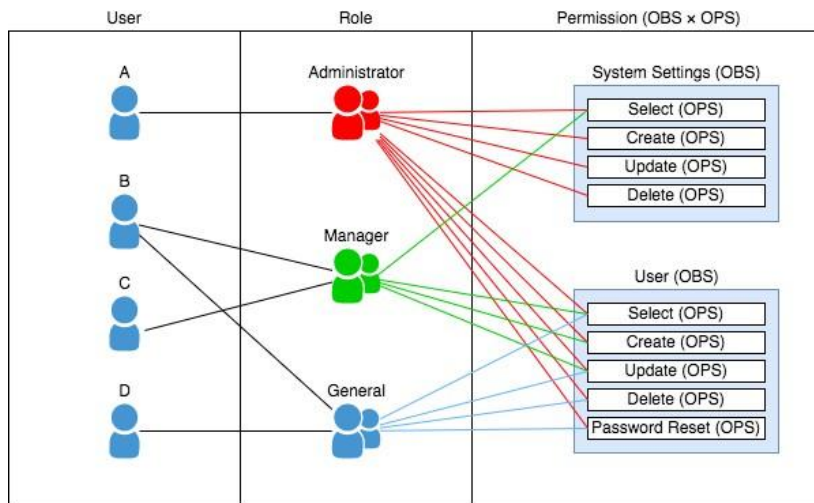 User
Role
Permission (OBS × OPS)
A
Administrator
System Settings (OBS)
Select (OPS)
Create (OPS)
Update (OPS)
Delete (OPS)
B
Manager
C
User (OBS)
Select (OPS)
Create (OPS)
Update (OPS)
Delete (OPS)
Password Reset (OPS)
D
General